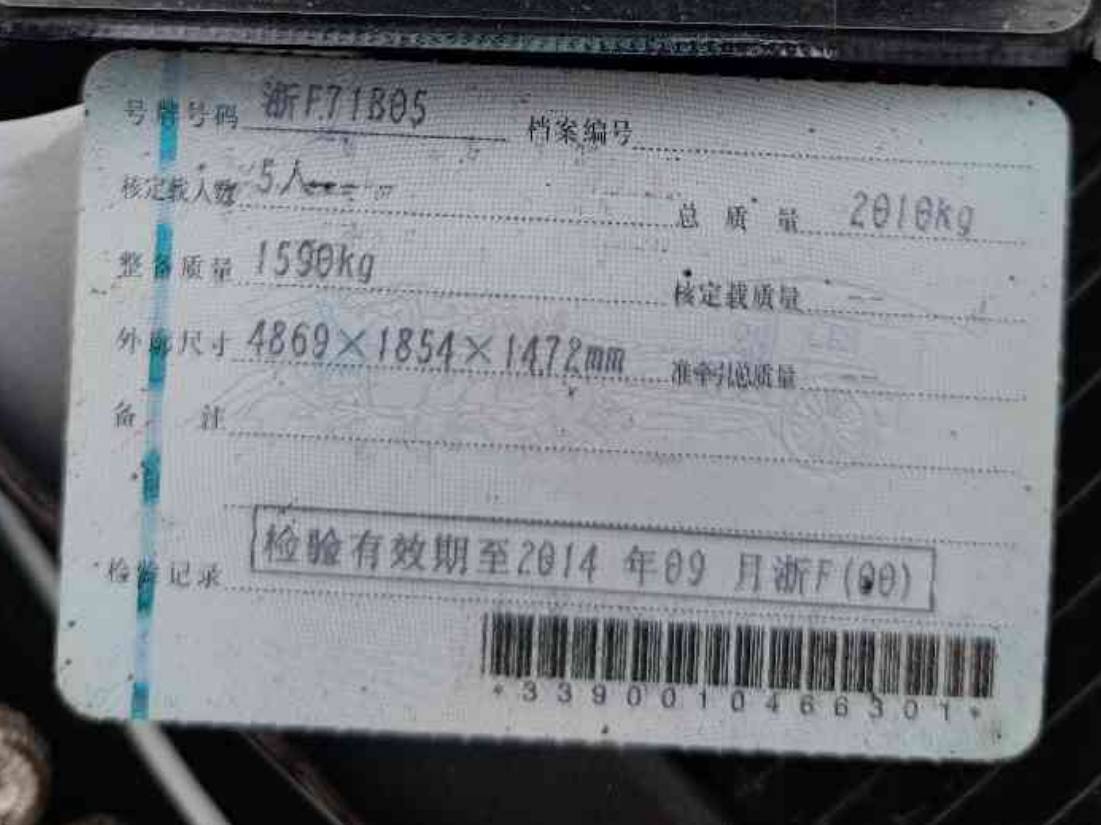 号牌号码 浙F71B05 档案编号
核定载人数 5人 总质量 2010kg
整备质量 1590kg 核定载质量 --
外廓尺寸 4869×1854×1472mm 准牵引总质量 --
备注
检验记录 检验有效期至2014 年09 月浙F(00)
*3390010466301*